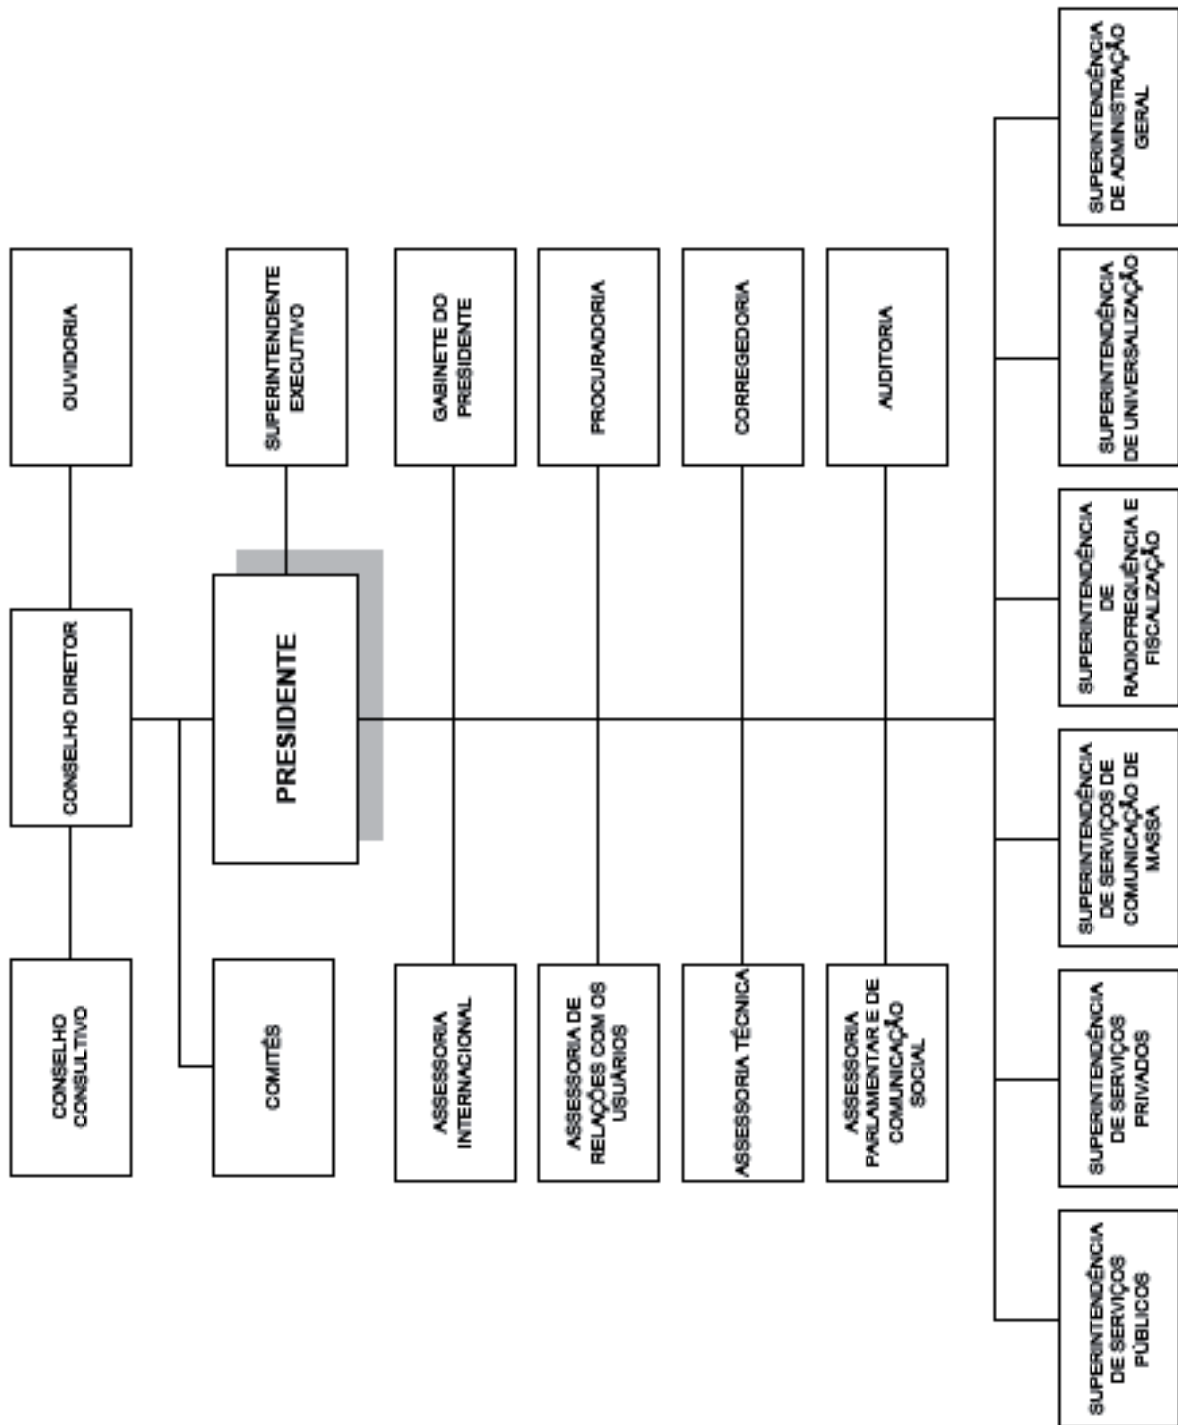 CONSELHO
CONSULTIVO
CONSELHO DIRETOR
OUVIDORIA
COMITÊS
PRESIDENTE
SUPERINTENDENTE
EXECUTIVO
ASSESSORIA
INTERNACIONAL
GABINETE DO
PRESIDENTE
ASSESSORIA DE
RELAÇÕES COM OS
USUÁRIOS
PROCURADORIA
ASSESSORIA TÉCNICA
CORREGEDORIA
ASSESSORIA
PARLAMENTAR E DE
COMUNICAÇÃO
SOCIAL
AUDITORIA
SUPERINTENDÊNCIA
DE SERVIÇOS
PÚBLICOS
SUPERINTENDÊNCIA
DE SERVIÇOS
PRIVADOS
SUPERINTENDÊNCIA
DE SERVIÇOS DE
COMUNICAÇÃO DE
MASSA
SUPERINTENDÊNCIA
DE
RADIOFREQUÊNCIA E
FISCALIZAÇÃO
SUPERINTENDÊNCIA
DE UNIVERSALIZAÇÃO
SUPERINTENDÊNCIA
DE ADMINISTRAÇÃO
GERAL